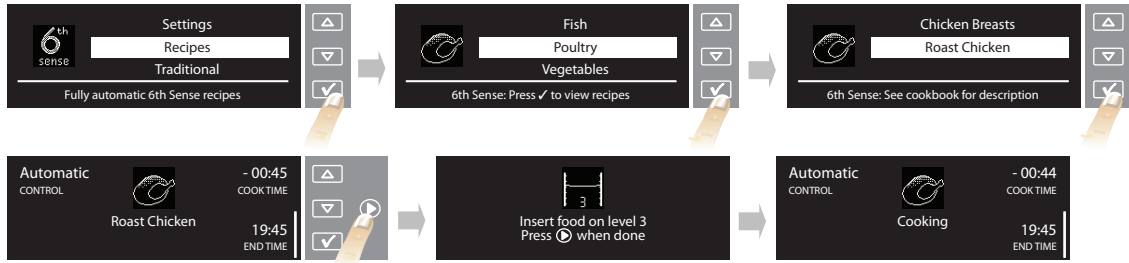 6th
sense
Settings
Recipes
Traditional
Fully automatic 6th Sense recipes
Fish
Poultry
Vegetables
6th Sense: Press ✓ to view recipes
Chicken Breasts
Roast Chicken
6th Sense: See cookbook for description
Automatic
CONTROL
Roast Chicken
- 00:45
COOK TIME
19:45
END TIME
3
Insert food on level 3
Press ▶ when done
Automatic
CONTROL
Cooking
- 00:44
COOK TIME
19:45
END TIME